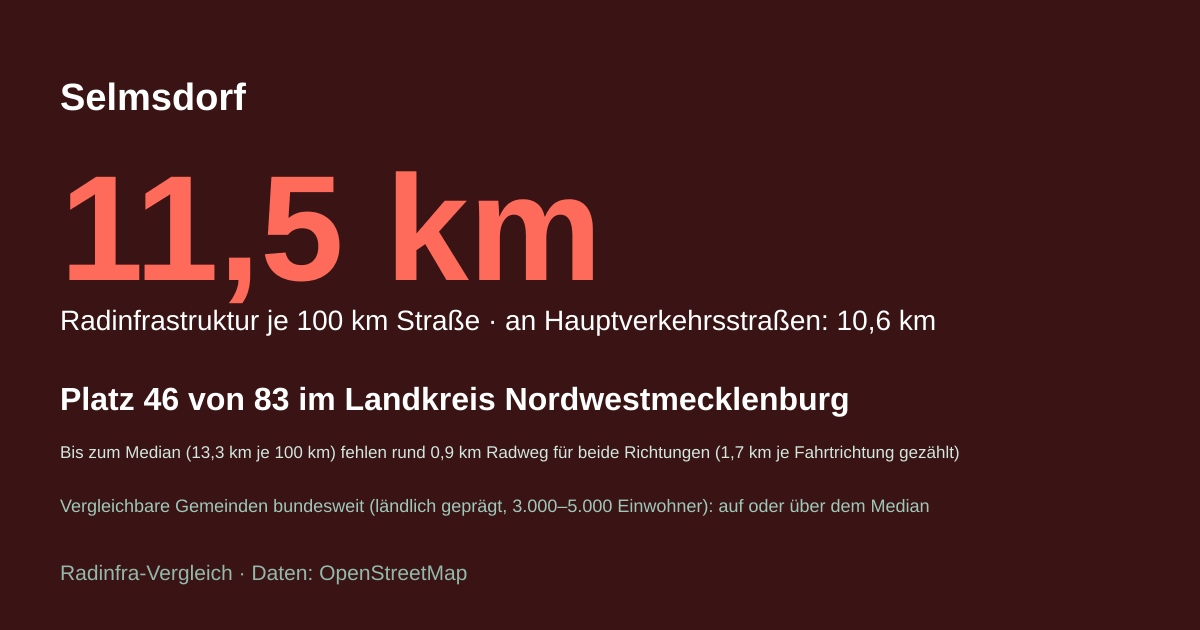 Selmsdorf
11,5 km
Radinfrastruktur je 100 km Straße · an Hauptverkehrsstraßen: 10,6 km
Platz 46 von 83 im Landkreis Nordwestmecklenburg
Bis zum Median (13,3 km je 100 km) fehlen rund 0,9 km Radweg für beide Richtungen (1,7 km je Fahrtrichtung gezählt)
Vergleichbare Gemeinden bundesweit (ländlich geprägt, 3.000–5.000 Einwohner): auf oder über dem Median
Radinfra-Vergleich · Daten: OpenStreetMap